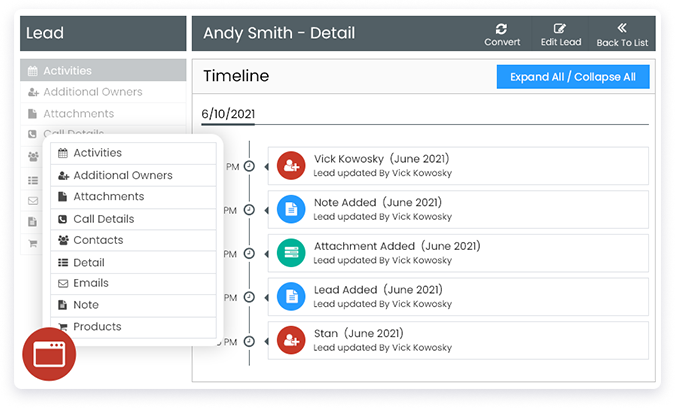 Lead
Andy Smith - Detail
Convert
Edit Lead
Back To List
Activities
Additional Owners
Attachments
Call Details
Timeline
Expand All / Collapse All
6/10/2021
Activities
Additional Owners
Attachments
Call Details
Contacts
Detail
Emails
Note
Products
PM
Vick Kowosky (June 2021)
Lead updated By Vick Kowosky
PM
Note Added (June 2021)
Lead updated By Vick Kowosky
PM
Attachment Added (June 2021)
Lead updated By Vick Kowosky
PM
Lead Added (June 2021)
Lead updated By Vick Kowosky
PM
Stan (June 2021)
Lead updated By Vick Kowosky